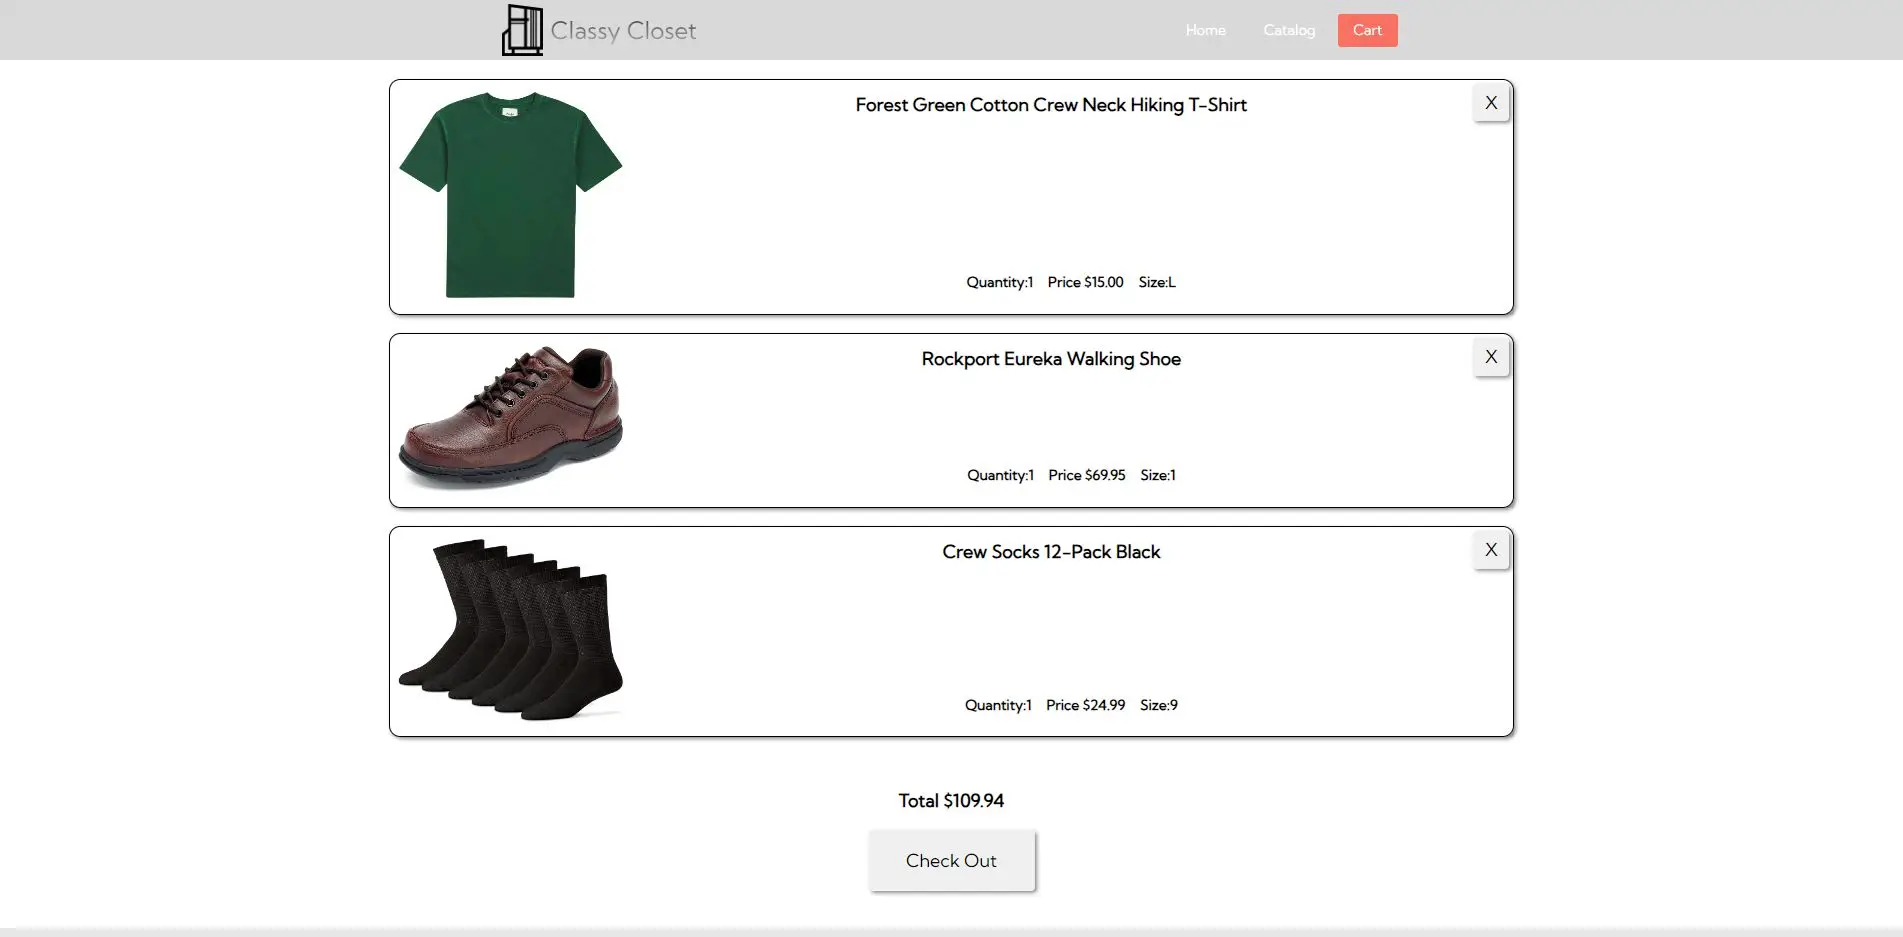 Classy Closet
Home Catalog Cart
Forest Green Cotton Crew Neck Hiking T-Shirt
X
Quantity:1 Price $15.00 Size:L
Rockport Eureka Walking Shoe
X
Quantity:1 Price $69.95 Size:1
Crew Socks 12-Pack Black
X
Quantity:1 Price $24.99 Size:9
Total $109.94
Check Out